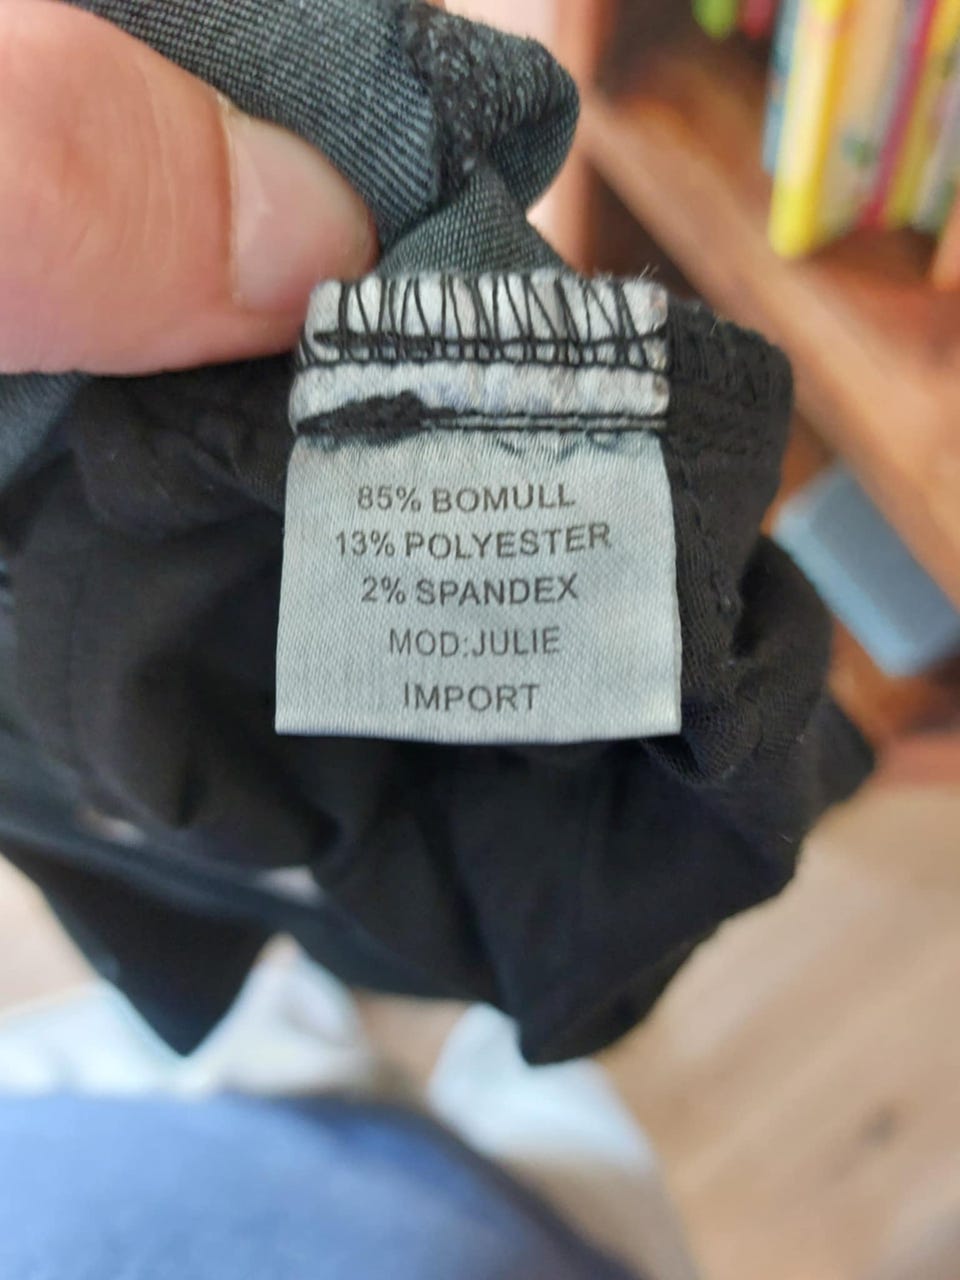 85% BOMULL
13% POLYESTER
2% SPANDEX
MOD:JULIE
IMPORT